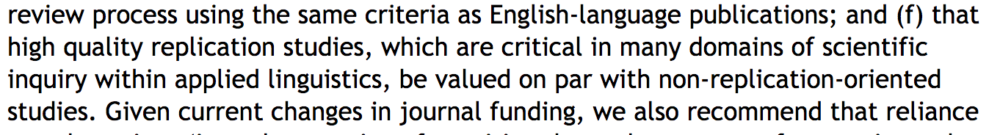 review process using the same criteria as English-language publications; and (f) that
high quality replication studies, which are critical in many domains of scientific
inquiry within applied linguistics, be valued on par with non-replication-oriented
studies. Given current changes in journal funding, we also recommend that reliance